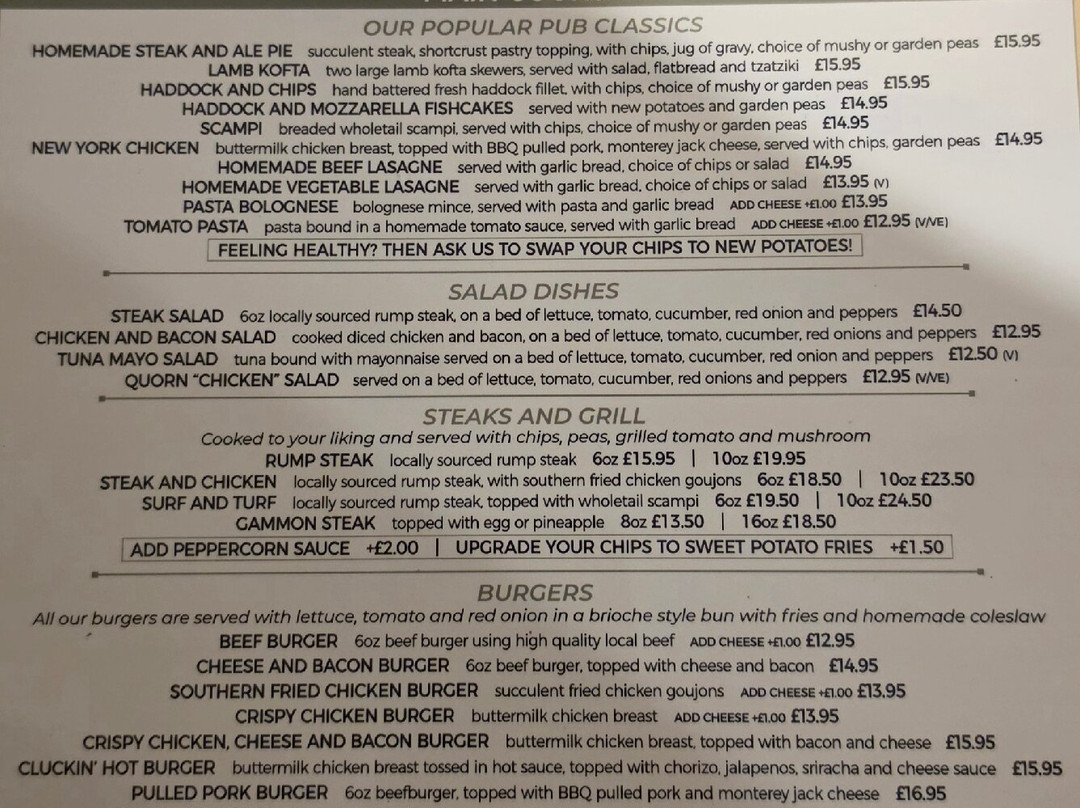 OUR POPULAR PUB CLASSICS
HOMEMADE STEAK AND ALE PIE succulent steak, shortcrust pastry topping, with chips, jug of gravy, choice of mushy or garden peas £15.95
LAMB KOFTA two large lamb kofta skewers, served with salad, flatbread and tzatziki £15.95
HADDOCK AND CHIPS hand battered fresh haddock fillet, with chips, choice of mushy or garden peas £15.95
HADDOCK AND MOZZARELLA FISHCAKES served with new potatoes and garden peas £14.95
SCAMPI breaded wholetail scampi, served with chips, choice of mushy or garden peas £14.95
NEW YORK CHICKEN buttermilk chicken breast, topped with BBQ pulled pork, monterey jack cheese, served with chips, garden peas £14.95
HOMEMADE BEEF LASAGNE served with garlic bread, choice of chips or salad £14.95
HOMEMADE VEGETABLE LASAGNE served with garlic bread, choice of chips or salad £13.95 (V)
PASTA BOLOGNESE bolognese mince, served with pasta and garlic bread ADD CHEESE +£1.00 £13.95
TOMATO PASTA pasta bound in a homemade tomato sauce, served with garlic bread ADD CHEESE +£1.00 £12.95 (V/VE)
FEELING HEALTHY? THEN ASK US TO SWAP YOUR CHIPS TO NEW POTATOES!
SALAD DISHES
STEAK SALAD 6oz locally sourced rump steak, on a bed of lettuce, tomato, cucumber, red onion and peppers £14.50
CHICKEN AND BACON SALAD cooked diced chicken and bacon, on a bed of lettuce, tomato, cucumber, red onions and peppers £12.95
TUNA MAYO SALAD tuna bound with mayonnaise served on a bed of lettuce, tomato, cucumber, red onion and peppers £12.50 (V)
QUORN "CHICKEN" SALAD served on a bed of lettuce, tomato, cucumber, red onions and peppers £12.95 (V/VE)
STEAKS AND GRILL
Cooked to your liking and served with chips, peas, grilled tomato and mushroom
RUMP STEAK locally sourced rump steak 6oz £15.95 | 10oz £19.95
STEAK AND CHICKEN locally sourced rump steak, with southern fried chicken goujons 6oz £18.50 | 10oz £23.50
SURF AND TURF locally sourced rump steak, topped with wholetail scampi 6oz £19.50 | 10oz £24.50
GAMMON STEAK topped with egg or pineapple 8oz £13.50 | 16oz £18.50
ADD PEPPERCORN SAUCE +£2.00 | UPGRADE YOUR CHIPS TO SWEET POTATO FRIES +£1.50
BURGERS
All our burgers are served with lettuce, tomato and red onion in a brioche style bun with fries and homemade coleslaw
BEEF BURGER 6oz beef burger using high quality local beef ADD CHEESE +£1.00 £12.95
CHEESE AND BACON BURGER 6oz beef burger, topped with cheese and bacon £14.95
SOUTHERN FRIED CHICKEN BURGER succulent fried chicken goujons ADD CHEESE +£1.00 £13.95
CRISPY CHICKEN BURGER buttermilk chicken breast ADD CHEESE +£1.00 £13.95
CRISPY CHICKEN, CHEESE AND BACON BURGER buttermilk chicken breast, topped with bacon and cheese £15.95
CLUCKIN' HOT BURGER buttermilk chicken breast tossed in hot sauce, topped with chorizo, jalapenos, sriracha and cheese sauce £15.95
PULLED PORK BURGER 6oz beefburger, topped with BBQ pulled pork and monterey jack cheese £16.95